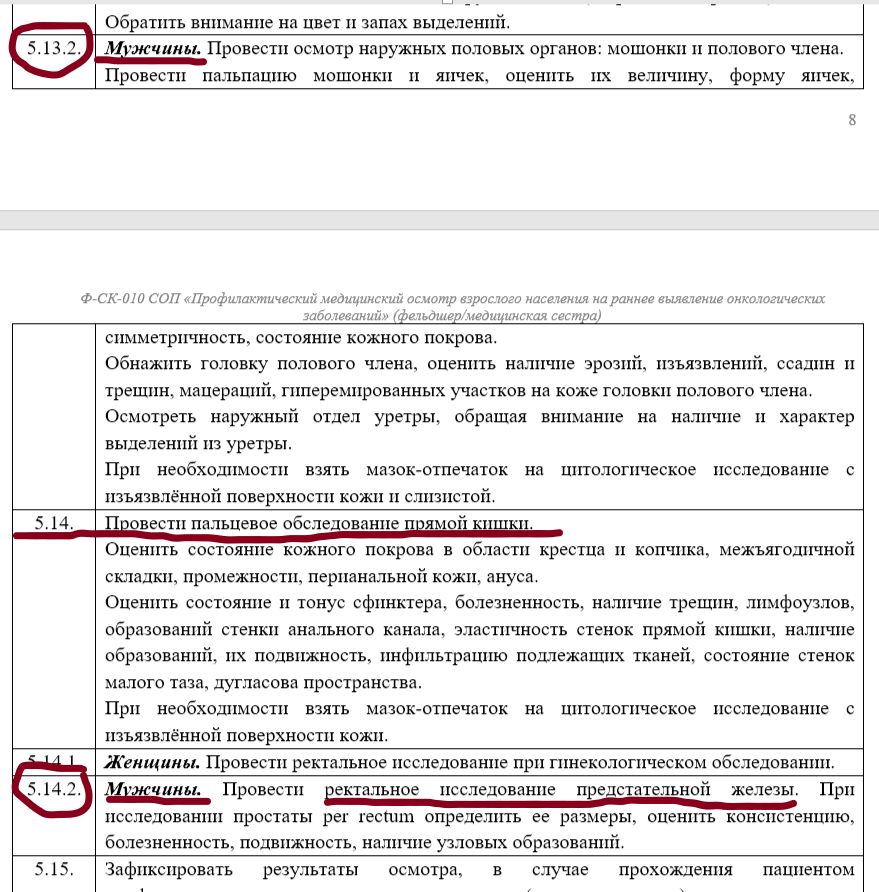 Обратить внимание на цвет и запах выделений.
5.13.2. Мужчины. Провести осмотр наружных половых органов: мошонки и полового члена.
Провести пальпацию мошонки и яичек, оценить их величину, форму яичек,
8
Ф-СК-010 СОП «Профилактический медицинский осмотр взрослого населения на раннее выявление онкологических
заболеваний» (фельдшер/медицинская сестра)
симметричность, состояние кожного покрова.
Обнажить головку полового члена, оценить наличие эрозий, изъязвлений, ссадин и
трещин, мацераций, гиперемированных участков на коже головки полового члена.
Осмотреть наружный отдел уретры, обращая внимание на наличие и характер
выделений из уретры.
При необходимости взять мазок-отпечаток на цитологическое исследование с
изъязвлённой поверхности кожи и слизистой.
5.14. Провести пальцевое обследование прямой кишки.
Оценить состояние кожного покрова в области крестца и копчика, межъягодичной
складки, промежности, перианальной кожи, ануса.
Оценить состояние и тонус сфинктера, болезненность, наличие трещин, лимфоузлов,
образований стенки анального канала, эластичность стенок прямой кишки, наличие
образований, их подвижность, инфильтрацию подлежащих тканей, состояние стенок
малого таза, дугласова пространства.
При необходимости взять мазок-отпечаток на цитологическое исследование с
изъязвлённой поверхности кожи.
5.14.1. Женщины. Провести ректальное исследование при гинекологическом обследовании.
5.14.2. Мужчины. Провести ректальное исследование предстательной железы. При
исследовании простаты per rectum определить ее размеры, оценить консистенцию,
болезненность, подвижность, наличие узловых образований.
5.15. Зафиксировать результаты осмотра, в случае прохождения пациентом